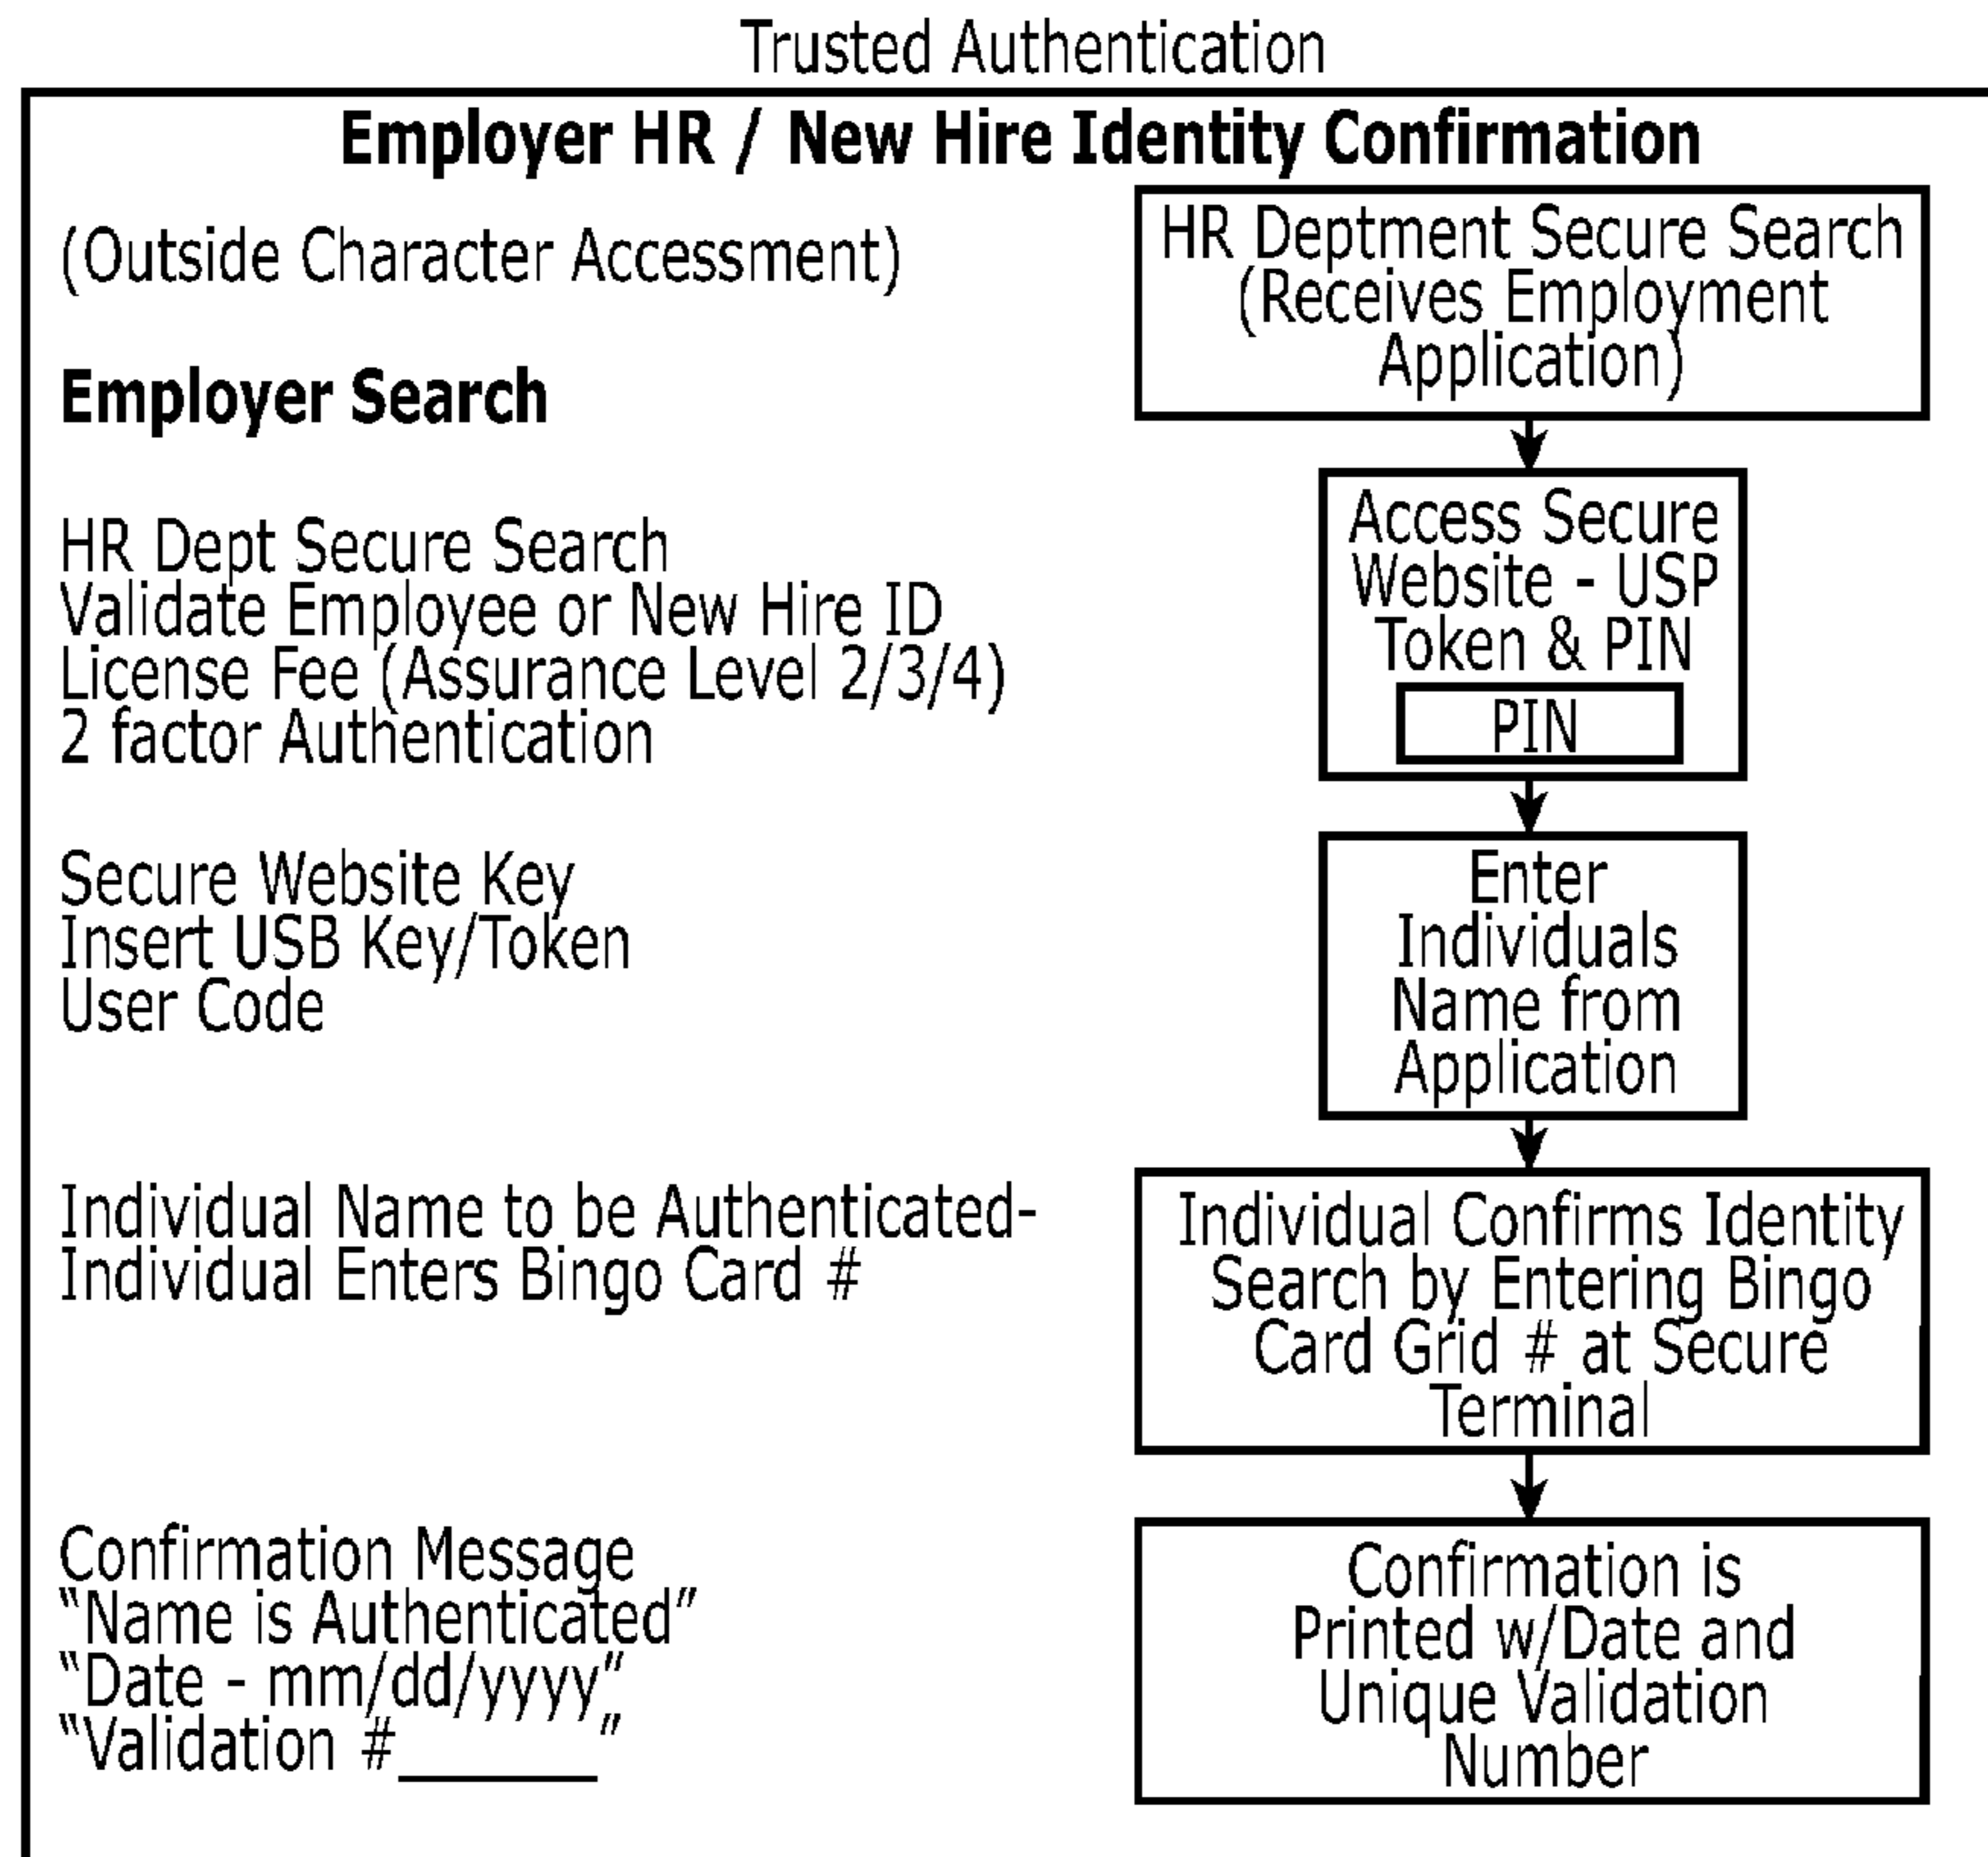 Trusted Authentication
Employer HR / New Hire Identity Confirmation
(Outside Character Accessment)
Employer Search
HR Dept Secure Search
Validate Employee or New Hire ID
License Fee (Assurance Level 2/3/4)
2 factor Authentication
Secure Website Key
Insert USB Key/Token
User Code
Individual Name to be Authenticated-
Individual Enters Bingo Card #
Confirmation Message
“Name is Authenticated”
“Date - mm/dd/yyyy”
“Validation #______”
HR Deptment Secure Search
(Receives Employment
Application)
Access Secure
Website - USP
Token & PIN
PIN
Enter
Individuals
Name from
Application
Individual Confirms Identity
Search by Entering Bingo
Card Grid # at Secure
Terminal
Confirmation is
Printed w/Date and
Unique Validation
Number